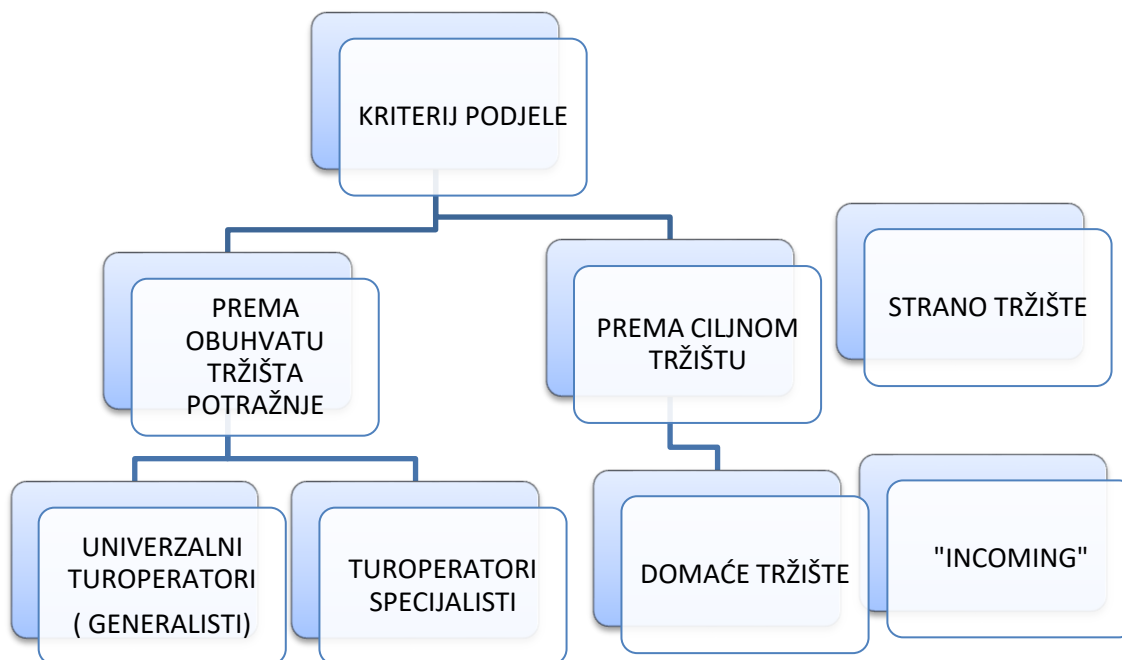 KRITERIJ PODJELE
PREMA
OBUHVATU
TRŽIŠTA
POTRAŽNJE
PREMA CILJNOM
TRŽIŠTU
STRANO TRŽIŠTE
UNIVERZALNI
TUROPERATORI
( GENERALISTI)
TUROPERATORI
SPECIJALISTI
DOMAĆE TRŽIŠTE
"INCOMING"